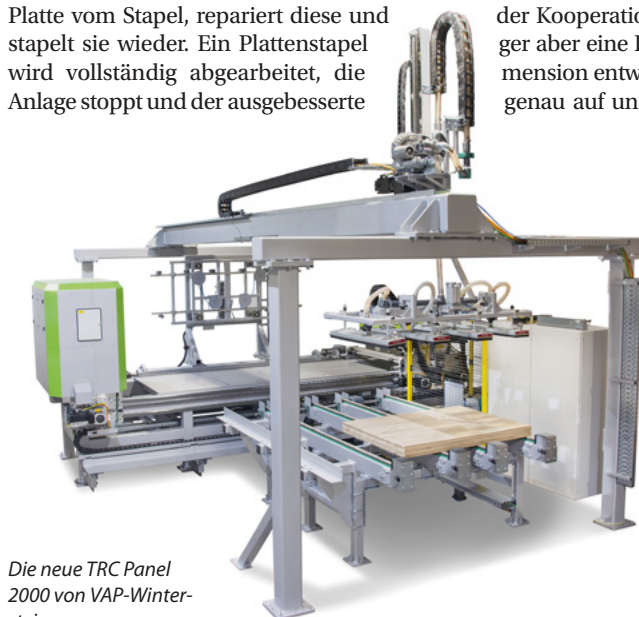 Platte vom Stapel, repariert diese und
stapelt sie wieder. Ein Plattenstapel
wird vollständig abgearbeitet, die
Anlage stoppt und der ausgebesserte
der Kooperatio
ger aber eine
mension entw
genau auf un
Die neue TRC Panel
2000 von VAP-Winter-